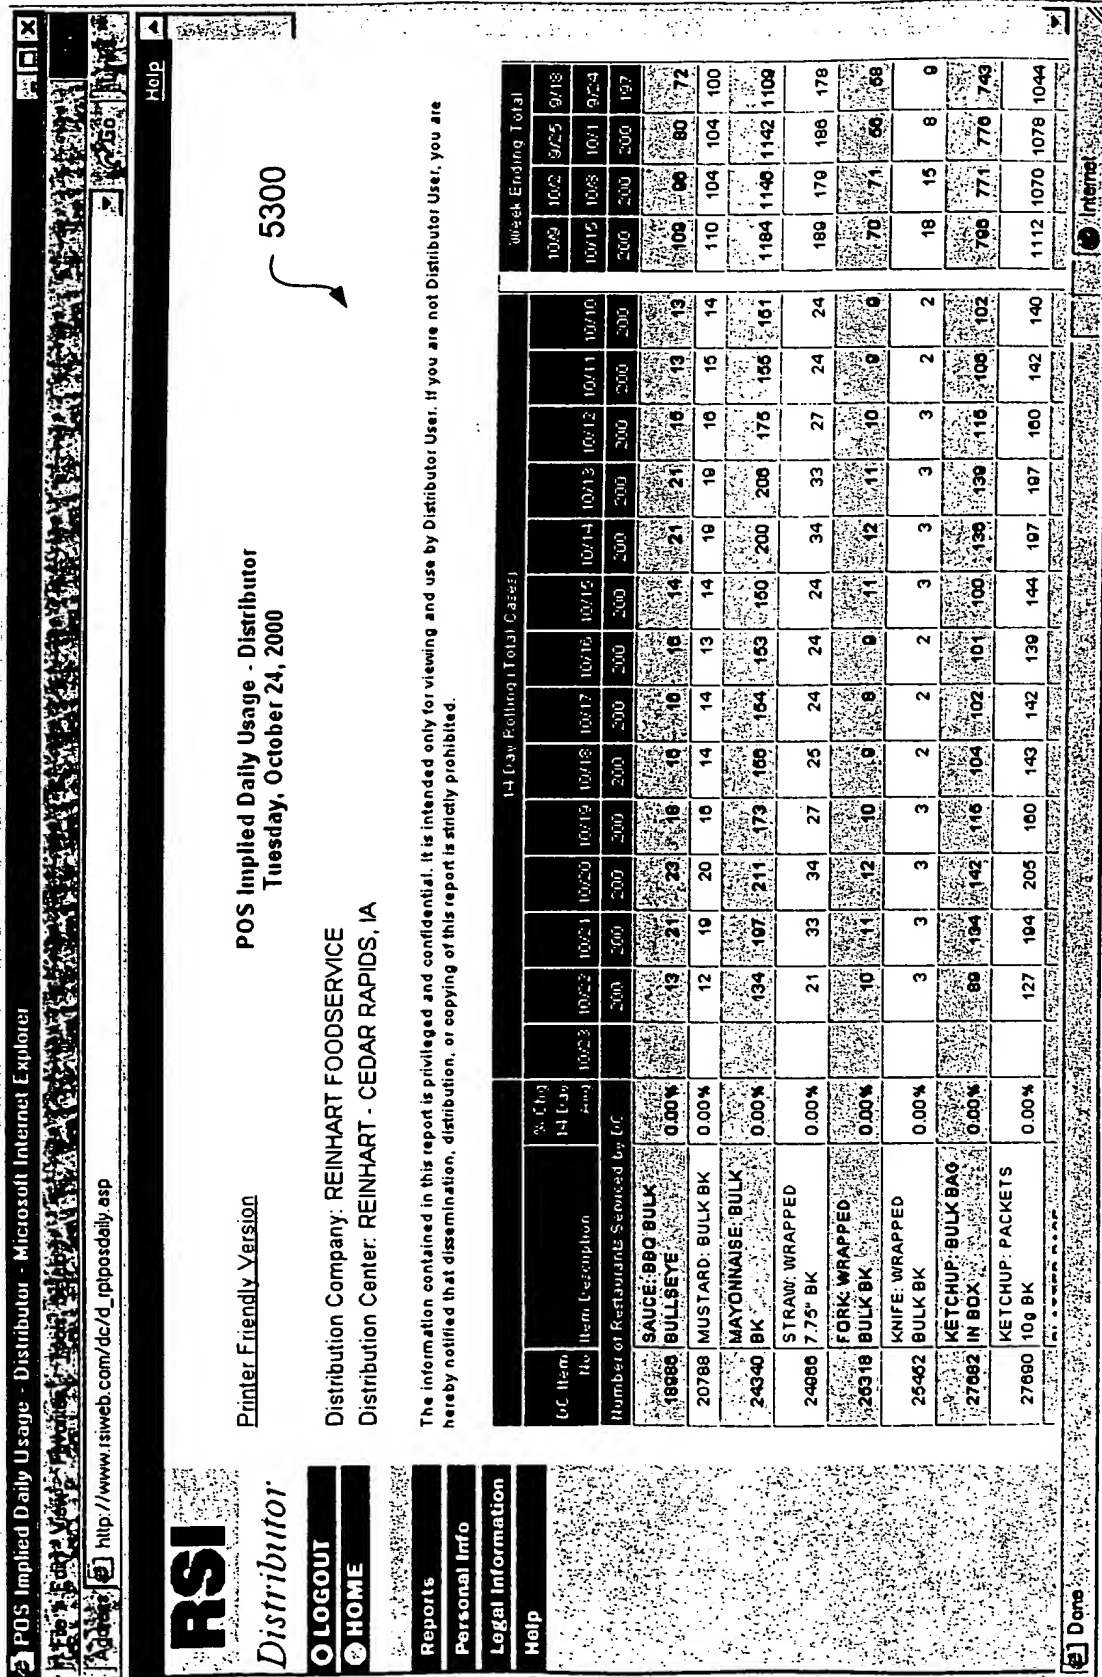 POS Implied Daily Usage - Distributor - Microsoft Internet Explorer
File Edit View Favorites Tools Help
Address http://www.rsiweb.com/dc/d_rptposdaily.asp Go
Help
RSI
Distributor
LOGOUT
HOME
Reports
Personal Info
Legal Information
Help
Printer Friendly Version
POS Implied Daily Usage - Distributor
Tuesday, October 24, 2000
5300
Distribution Company: REINHART FOODSERVICE
Distribution Center: REINHART - CEDAR RAPIDS, IA
The information contained in this report is privileged and confidential. It is intended only for viewing and use by Distributor User. If you are not Distributor User, you are
hereby notified that dissemination, distribution, or copying of this report is strictly prohibited.
14 Day Rolling (Total Cases) Week Ending Total
DC Item No Item Description % Chg 14 Day Avg 10/23 10/22 10/21 10/20 10/19 10/18 10/17 10/16 10/15 10/14 10/13 10/12 10/11 10/10 10/9 10/2 9/25 9/18
10/15 10/8 10/1 9/24
Number of Restaurants Serviced by DC 200 200 200 200 200 200 200 200 200 200 200 200 200 200 200 200 197
18986 SAUCE: BBQ BULK BULLSEYE 0.00% 13 21 23 18 16 16 16 14 21 21 16 13 13 109 96 80 72
20788 MUSTARD: BULK BK 0.00% 12 19 20 16 14 14 13 14 19 19 16 15 14 110 104 104 100
24340 MAYONNAISE: BULK BK 0.00% 134 197 211 173 156 154 153 150 200 206 175 155 151 1184 1146 1142 1109
24986 STRAW: WRAPPED 7.75" BK 0.00% 21 33 34 27 25 24 24 24 34 33 27 24 24 189 179 186 178
25318 FORK: WRAPPED BULK BK 0.00% 10 11 12 10 9 8 9 11 12 11 10 9 9 70 71 56 58
25452 KNIFE: WRAPPED BULK BK 0.00% 3 3 3 3 2 2 2 3 3 3 3 2 2 18 15 8 9
27682 KETCHUP: BULK BAG IN BOX 0.00% 89 134 142 116 104 102 101 100 138 139 116 106 102 796 771 776 743
27690 KETCHUP: PACKETS 10g BK 0.00% 127 194 205 160 143 142 139 144 197 197 160 142 140 1112 1070 1078 1044
Done
Internet